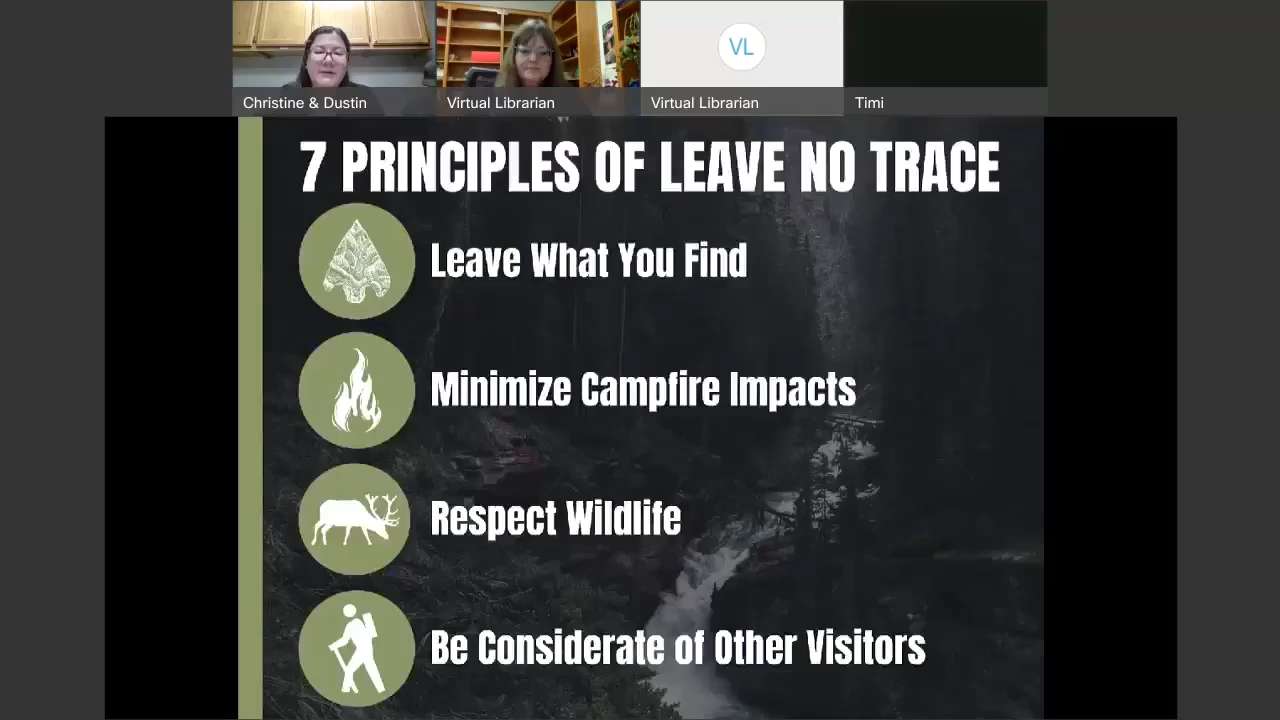 VL
Christine & Dustin
Virtual Librarian
Virtual Librarian
Timi
7 PRINCIPLES OF LEAVE NO TRACE
Leave What You Find
Minimize Campfire Impacts
Respect Wildlife
Be Considerate of Other Visitors